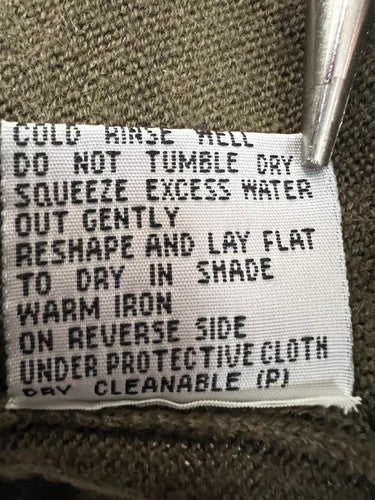 COLD RINSE WELL
DO NOT TUMBLE DRY
SQUEEZE EXCESS WATER
OUT GENTLY
RESHAPE AND LAY FLAT
TO DRY IN SHADE
WARM IRON
ON REVERSE SIDE
UNDER PROTECTIVE CLOTH
DRY CLEANABLE (P)